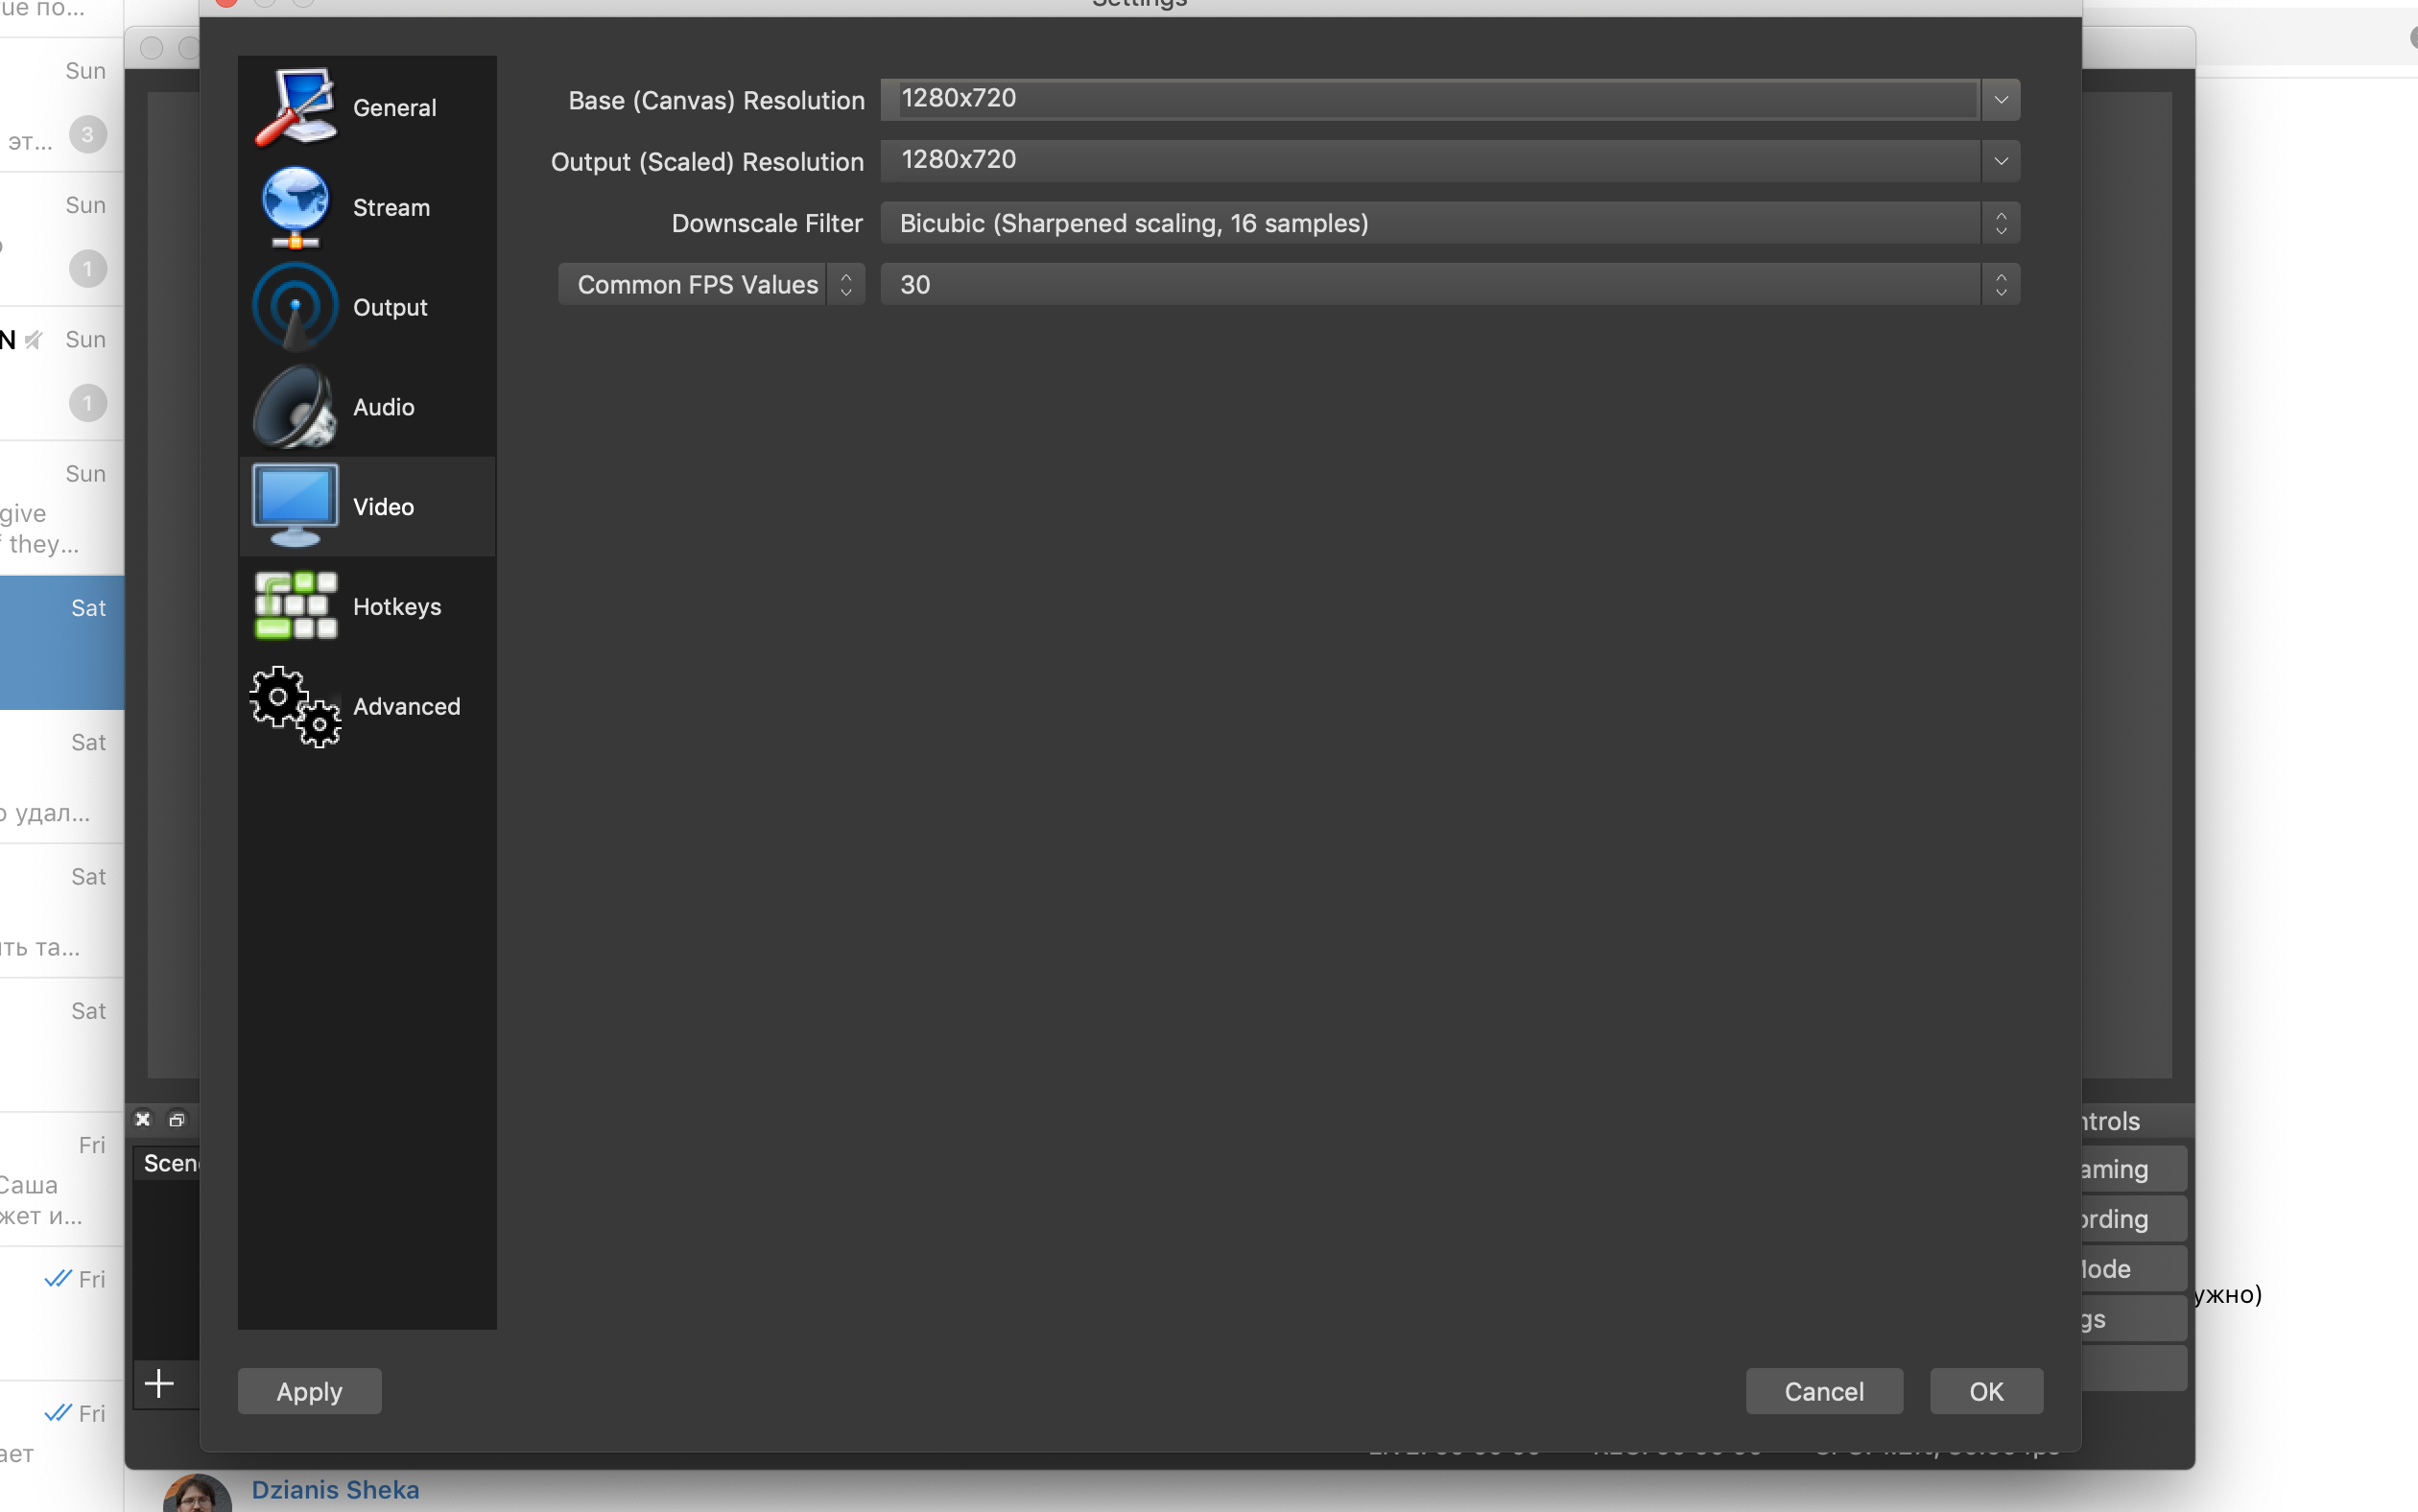 Settings
General
Stream
Output
Audio
Video
Hotkeys
Advanced
Base (Canvas) Resolution 1280x720
Output (Scaled) Resolution 1280x720
Downscale Filter Bicubic (Sharpened scaling, 16 samples)
Common FPS Values 30
Apply
Cancel
OK
ue по...
Sun
эт... 3
Sun
1
N Sun
1
Sun
give
they...
Sat
Sat
удал...
Sat
ть та...
Sat
Fri
Саша
жет и...
Fri
Fri
ает
Scen
ntrols
aming
ording
Mode
gs
ужно)
Dzianis Sheka